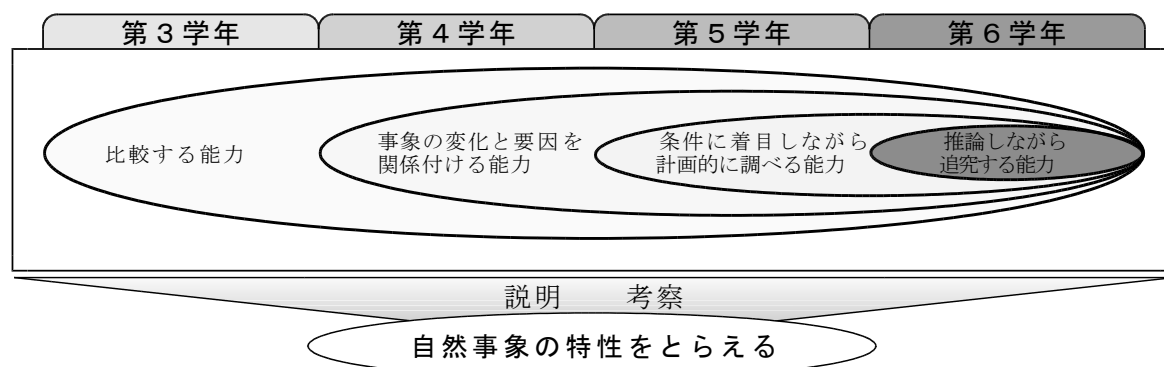 第３学年
第４学年
第５学年
第６学年
比較する能力
事象の変化と要因を
関係付ける能力
条件に着目しながら
計画的に調べる能力
推論しながら
追究する能力
説明　　考察
自然事象の特性をとらえる